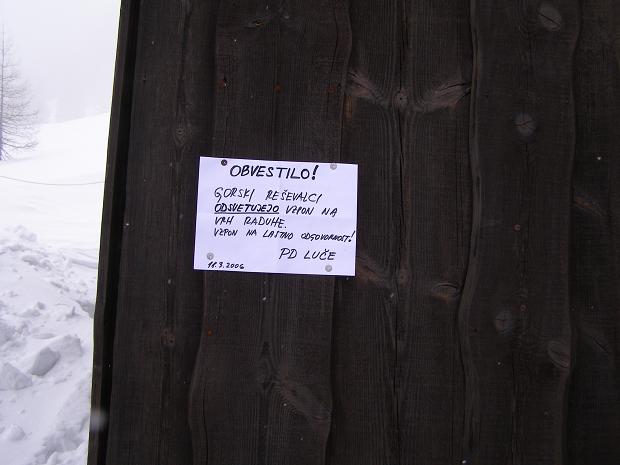 OBVESTILO!
GORSKI REŠEVALCI
ODSVETUJEJO VZPON NA
VRH RADUHE.
VZPON NA LASTNO ODGOVORNOST!
PD LUČE
11.3.2006